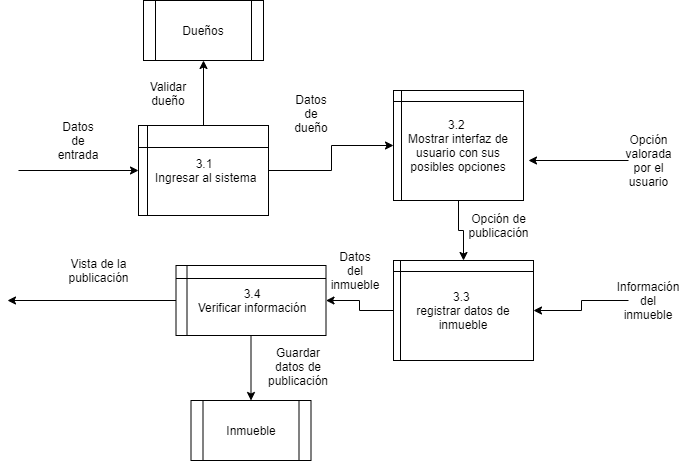 Dueños
Validar
dueño
Datos
de
dueño
Datos
de
entrada
3.1
Ingresar al sistema
3.2
Mostrar interfaz de
usuario con sus
posibles opciones
Opción
valorada
por el
usuario
Opción de
publicación
Vista de la
publicación
3.4
Verificar información
Datos
del
inmueble
3.3
registrar datos de
inmueble
Información
del
inmueble
Guardar
datos de
publicación
Inmueble